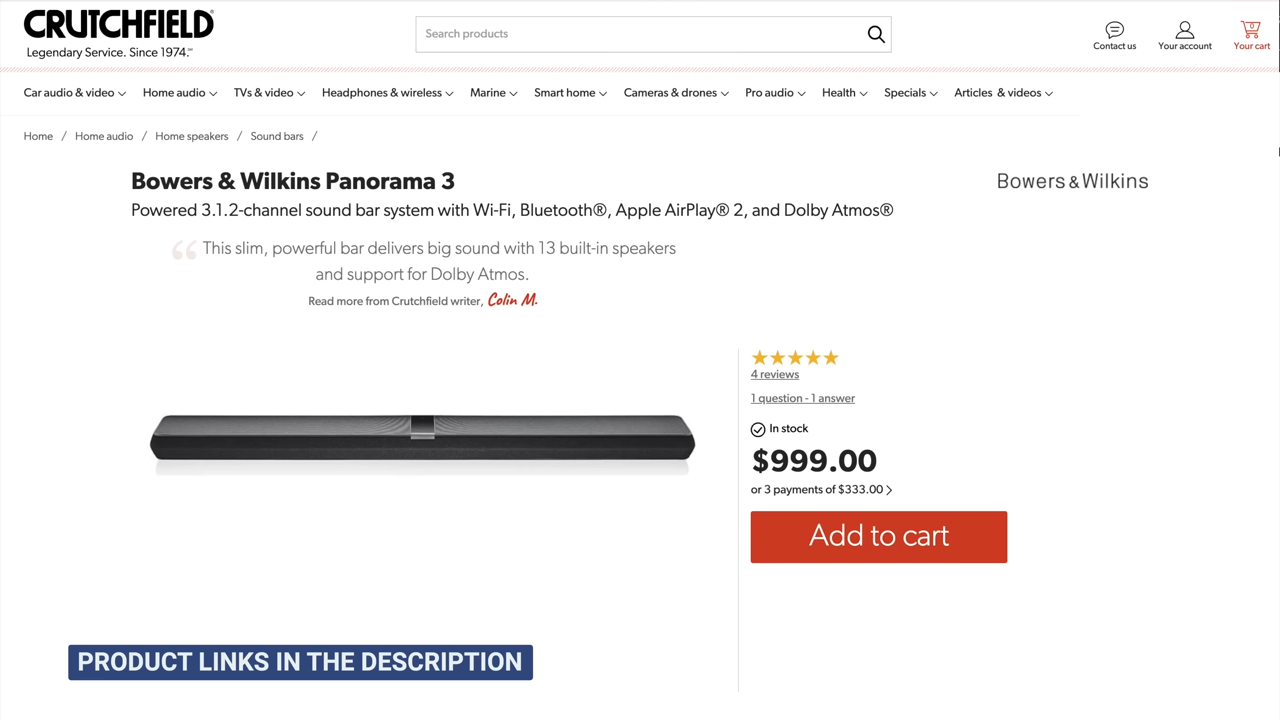 CRUTCHFIELD®
Legendary Service. Since 1974.℠
Search products
Contact us
Your account
0
Your cart
Car audio & video
Home audio
TVs & video
Headphones & wireless
Marine
Smart home
Cameras & drones
Pro audio
Health
Specials
Articles & videos
Home / Home audio / Home speakers / Sound bars /
Bowers & Wilkins Panorama 3
Bowers & Wilkins
Powered 3.1.2-channel sound bar system with Wi-Fi, Bluetooth®, Apple AirPlay® 2, and Dolby Atmos®
“ This slim, powerful bar delivers big sound with 13 built-in speakers
and support for Dolby Atmos.
Read more from Crutchfield writer, Colin M.
4 reviews
1 question - 1 answer
In stock
$999.00
or 3 payments of $333.00 >
Add to cart
PRODUCT LINKS IN THE DESCRIPTION